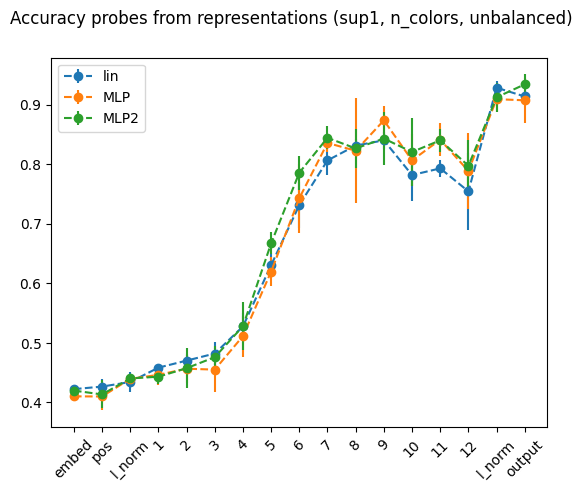 Accuracy probes from representations (sup1, n_colors, unbalanced)
lin
MLP
MLP2
0.9
0.8
0.7
0.6
0.5
0.4
embed
pos
l_norm
1
2
3
4
5
6
7
8
9
10
11
12
l_norm
output